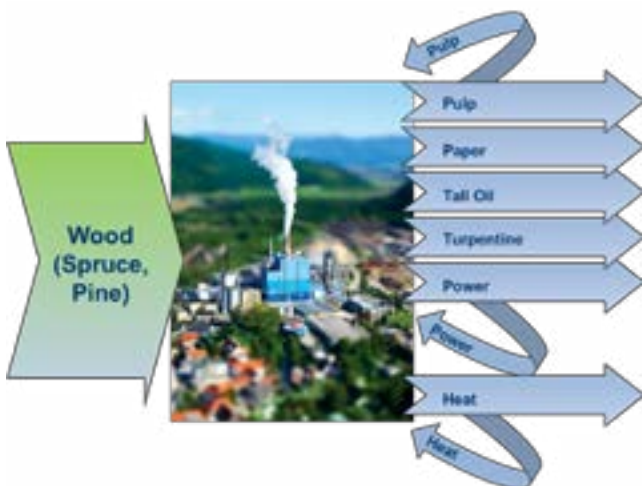 Pulp
Pulp
Paper
Wood
(Spruce,
Pine)
Tall Oil
Turpentine
Power
Power
Heat
Heat